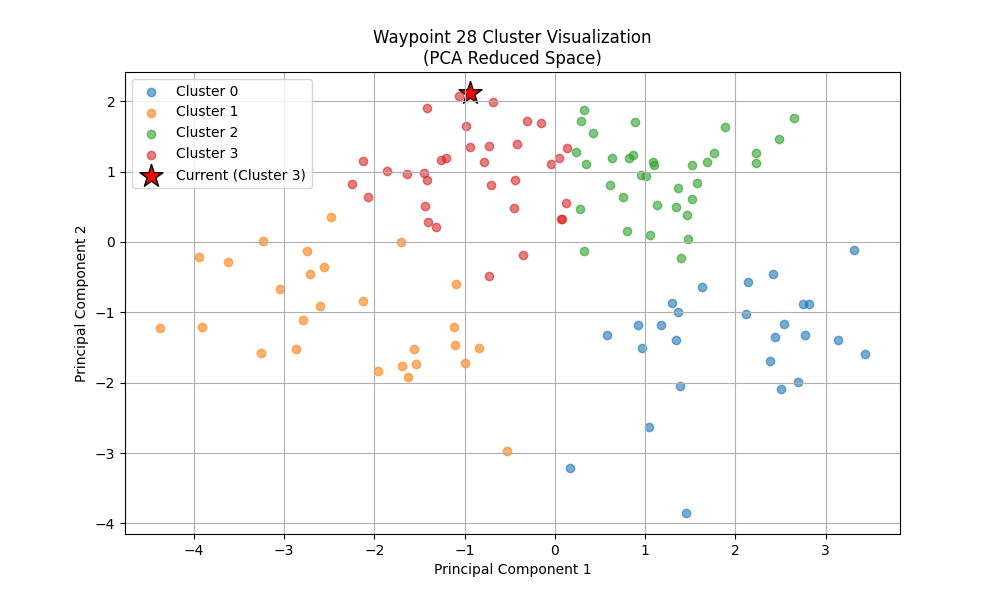 Waypoint 28 Cluster Visualization
(PCA Reduced Space)
Cluster 0
Cluster 1
Cluster 2
Cluster 3
Current (Cluster 3)
Principal Component 2
2
1
0
−1
−2
−3
−4
−4
−3
−2
−1
0
1
2
3
Principal Component 1